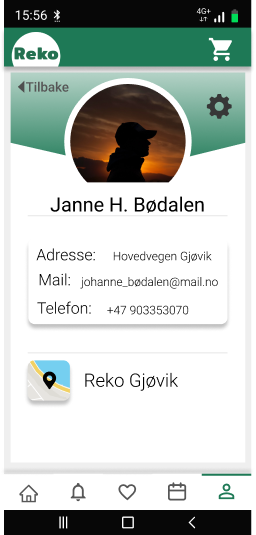 15:56 4G+
Reko
Tilbake
Janne H. Bødalen
Adresse: Hovedvegen Gjøvik
Mail: johanne_bødalen@mail.no
Telefon: +47 903353070
Reko Gjøvik